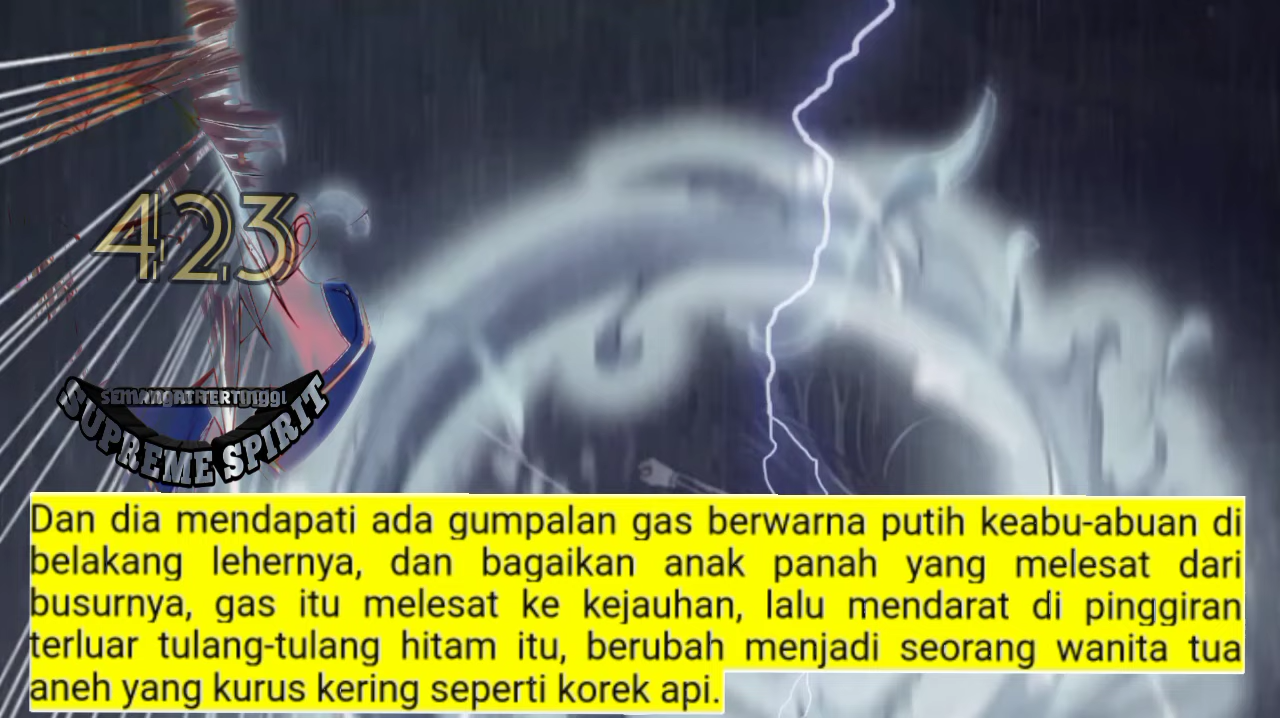 423
SEMANGAT TERTINGGI
SUPREME SPIRIT
Dan dia mendapati ada gumpalan gas berwarna putih keabu-abuan di
belakang lehernya, dan bagaikan anak panah yang melesat dari
busurnya, gas itu melesat ke kejauhan, lalu mendarat di pinggiran
terluar tulang-tulang hitam itu, berubah menjadi seorang wanita tua
aneh yang kurus kering seperti korek api.